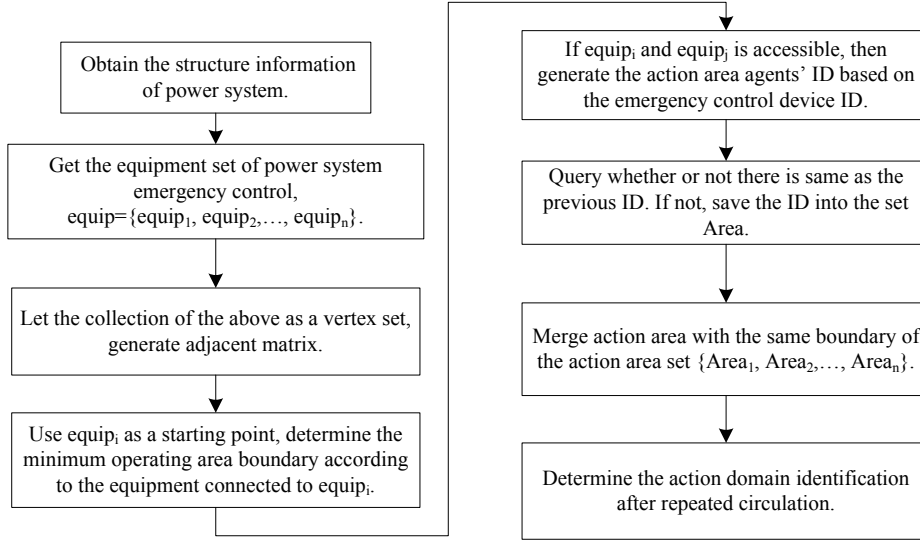 Obtain the structure information
of power system.
Get the equipment set of power system
emergency control,
equip={equip₁, equip₂,…, equipₙ}.
Let the collection of the above as a vertex set,
generate adjacent matrix.
Use equipᵢ as a starting point, determine the
minimum operating area boundary according
to the equipment connected to equipᵢ.
If equipᵢ and equipⱼ is accessible, then
generate the action area agents’ ID based on
the emergency control device ID.
Query whether or not there is same as the
previous ID. If not, save the ID into the set
Area.
Merge action area with the same boundary of
the action area set {Area₁, Area₂,…, Areaₙ}.
Determine the action domain identification
after repeated circulation.